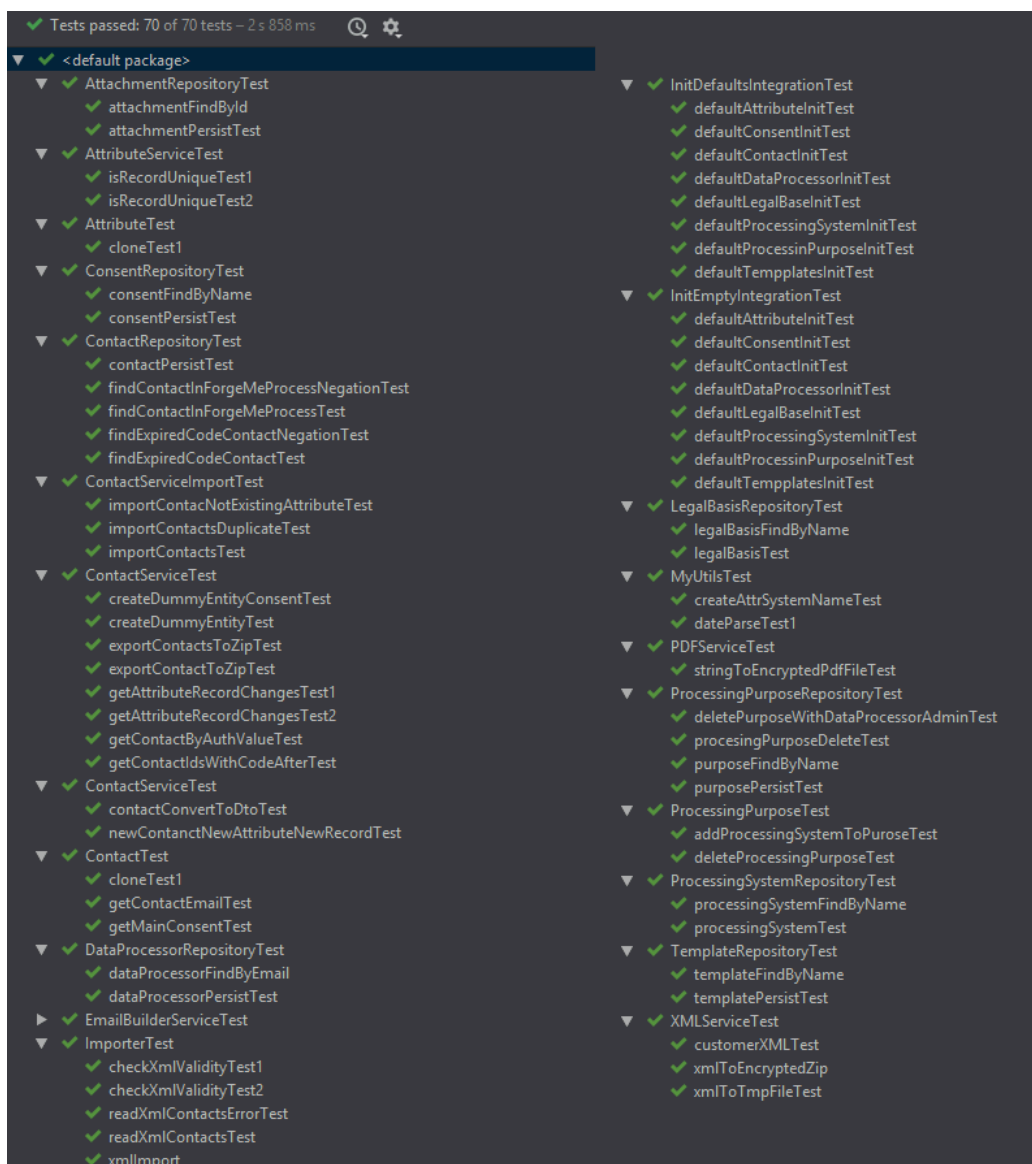 Tests passed: 70 of 70 tests – 2 s 858 ms
<default package>
AttachmentRepositoryTest
attachmentFindById
attachmentPersistTest
AttributeServiceTest
isRecordUniqueTest1
isRecordUniqueTest2
AttributeTest
cloneTest1
ConsentRepositoryTest
consentFindByName
consentPersistTest
ContactRepositoryTest
contactPersistTest
findContactInForgeMeProcessNegationTest
findContactInForgeMeProcessTest
findExpiredCodeContactNegationTest
findExpiredCodeContactTest
ContactServiceImportTest
importContacNotExistingAttributeTest
importContactsDuplicateTest
importContactsTest
ContactServiceTest
createDummyEntityConsentTest
createDummyEntityTest
exportContactsToZipTest
exportContactToZipTest
getAttributeRecordChangesTest1
getAttributeRecordChangesTest2
getContactByAuthValueTest
getContactIdsWithCodeAfterTest
ContactServiceTest
contactConvertToDtoTest
newContanctNewAttributeNewRecordTest
ContactTest
cloneTest1
getContactEmailTest
getMainConsentTest
DataProcessorRepositoryTest
dataProcessorFindByEmail
dataProcessorPersistTest
EmailBuilderServiceTest
ImporterTest
checkXmlValidityTest1
checkXmlValidityTest2
readXmlContactsErrorTest
readXmlContactsTest
xmlImport
InitDefaultsIntegrationTest
defaultAttributeInitTest
defaultConsentInitTest
defaultContactInitTest
defaultDataProcessorInitTest
defaultLegalBaseInitTest
defaultProcessingSystemInitTest
defaultProcessinPurposeInitTest
defaultTempplatesInitTest
InitEmptyIntegrationTest
defaultAttributeInitTest
defaultConsentInitTest
defaultContactInitTest
defaultDataProcessorInitTest
defaultLegalBaseInitTest
defaultProcessingSystemInitTest
defaultProcessinPurposeInitTest
defaultTempplatesInitTest
LegalBasisRepositoryTest
legalBasisFindByName
legalBasisTest
MyUtilsTest
createAttrSystemNameTest
dateParseTest1
PDFServiceTest
stringToEncryptedPdfFileTest
ProcessingPurposeRepositoryTest
deletePurposeWithDataProcessorAdminTest
procesingPurposeDeleteTest
purposeFindByName
purposePersistTest
ProcessingPurposeTest
addProcessingSystemToPuroseTest
deleteProcessingPurposeTest
ProcessingSystemRepositoryTest
processingSystemFindByName
processingSystemTest
TemplateRepositoryTest
templateFindByName
templatePersistTest
XMLServiceTest
customerXMLTest
xmlToEncryptedZip
xmlToTmpFileTest